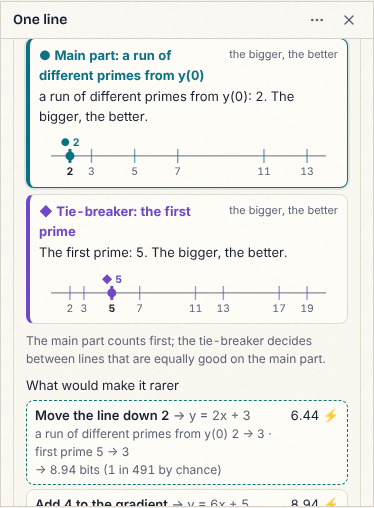 One line
● Main part: a run of different primes from y(0)
the bigger, the better
a run of different primes from y(0): 2. The
bigger, the better.
● 2
2 3 5 7 11 13
◆ Tie-breaker: the first prime
the bigger, the better
The first prime: 5. The bigger, the better.
◆ 5
2 3 5 7 11 13 17 19
The main part counts first; the tie-breaker decides
between lines that are equally good on the main part.
What would make it rarer
Move the line down 2 → y = 2x + 3 6.44 ⚡
a run of different primes from y(0) 2 → 3 ·
first prime 5 → 3
→ 8.94 bits (1 in 491 by chance)
Add 4 to the gradient → y = 6x + 5 8.94 ⚡